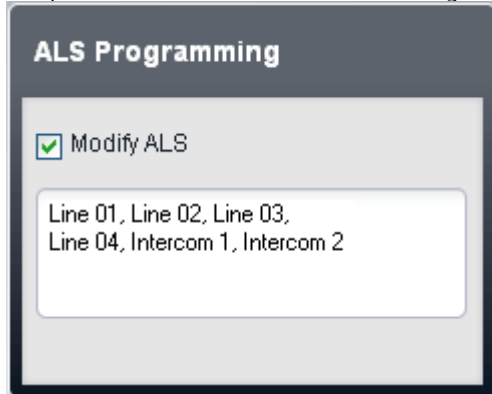 ALS Programming
Modify ALS
Line 01, Line 02, Line 03,
Line 04, Intercom 1, Intercom 2